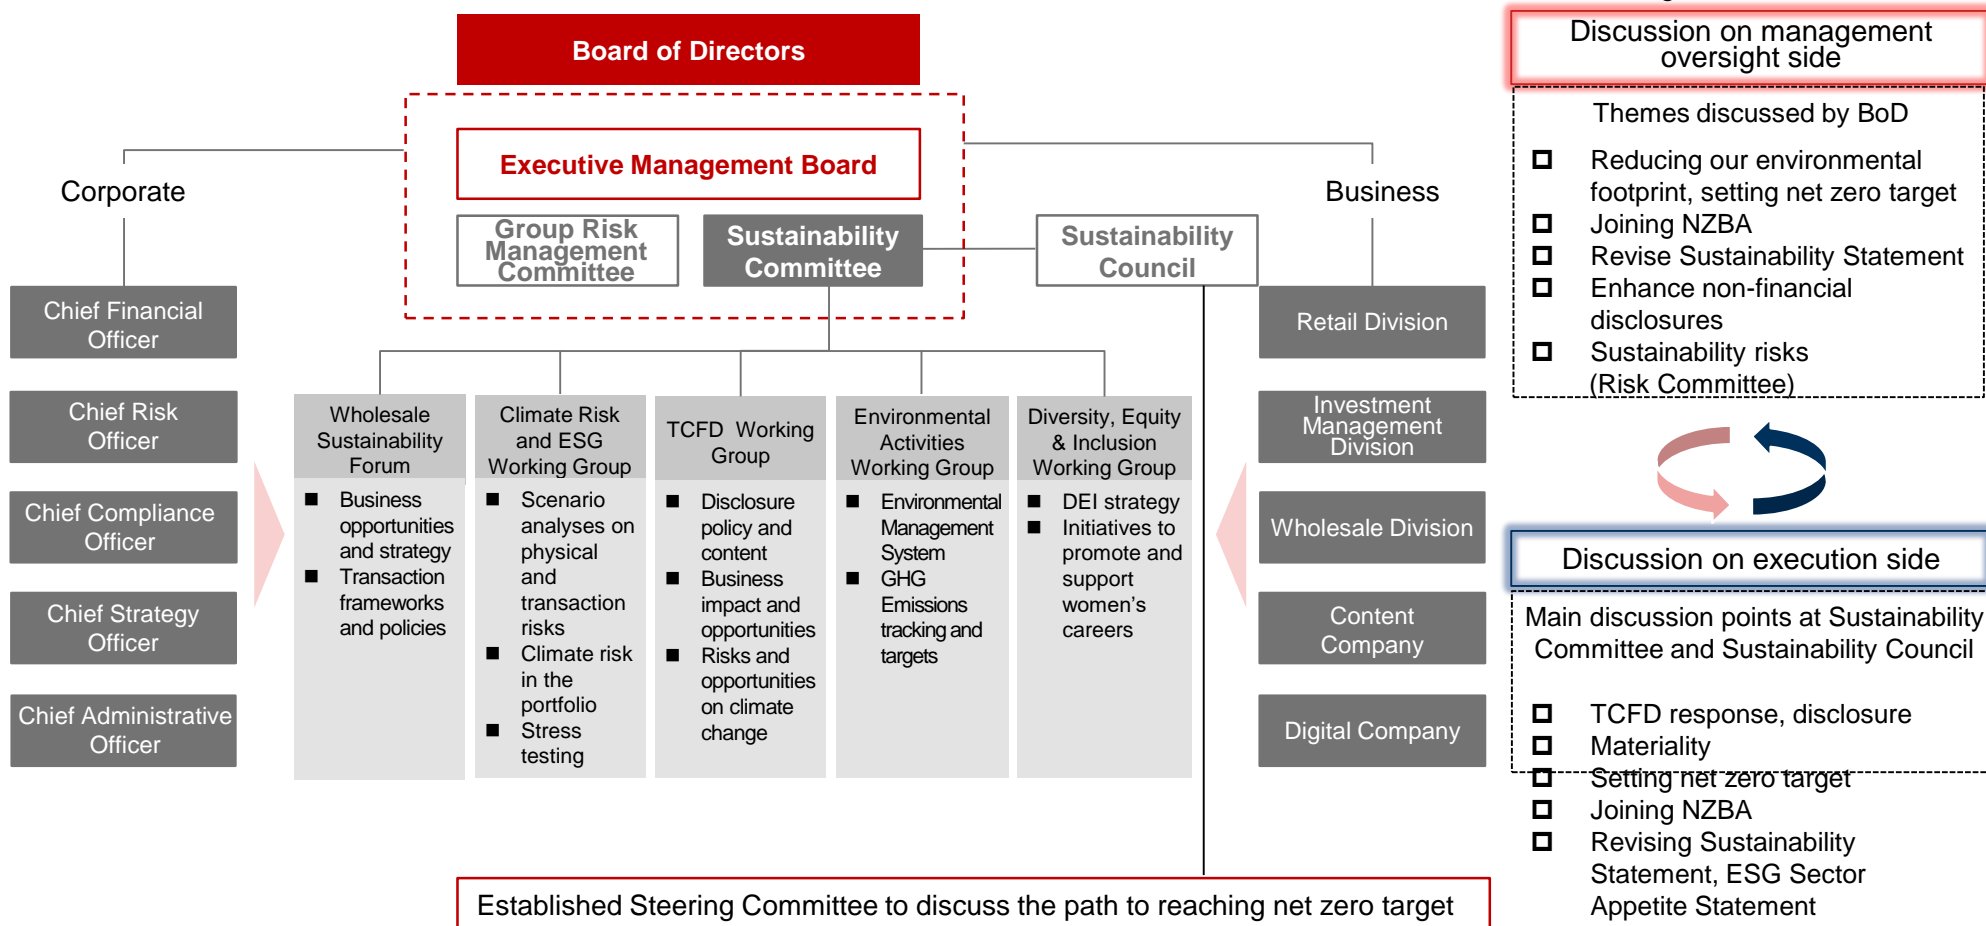 Board of Directors
Executive Management Board
Group Risk
Management
Committee
Sustainability
Committee
Sustainability
Council
Corporate
Chief Financial
Officer
Chief Risk
Officer
Chief Compliance
Officer
Chief Strategy
Officer
Chief Administrative
Officer
Wholesale
Sustainability
Forum
■ Business
opportunities
and strategy
■ Transaction
frameworks
and policies
Climate Risk
and ESG
Working Group
■ Scenario
analyses on
physical
and
transaction
risks
■ Climate risk
in the
portfolio
■ Stress
testing
TCFD Working
Group
■ Disclosure
policy and
content
■ Business
impact and
opportunities
■ Risks and
opportunities
on climate
change
Environmental
Activities
Working Group
■ Environmental
Management
System
■ GHG
Emissions
tracking and
targets
Diversity, Equity
& Inclusion
Working Group
■ DEI strategy
■ Initiatives to
promote and
support
women's
careers
Business
Retail Division
Investment
Management
Division
Wholesale Division
Content
Company
Digital Company
Established Steering Committee to discuss the path to reaching net zero target
Discussion on management
oversight side
Themes discussed by BoD
□ Reducing our environmental
footprint, setting net zero target
□ Joining NZBA
□ Revise Sustainability Statement
□ Enhance non-financial
disclosures
□ Sustainability risks
(Risk Committee)
Discussion on execution side
Main discussion points at Sustainability
Committee and Sustainability Council
□ TCFD response, disclosure
□ Materiality
□ Setting net zero target
□ Joining NZBA
□ Revising Sustainability
Statement, ESG Sector
Appetite Statement